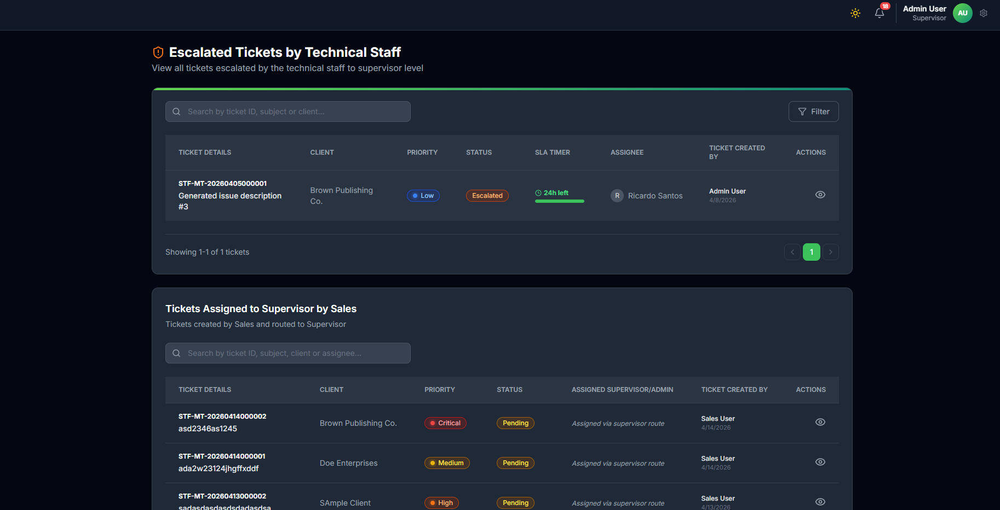 18
Admin User
Supervisor
AU
Escalated Tickets by Technical Staff
View all tickets escalated by the technical staff to supervisor level
Search by ticket ID, subject or client...
Filter
TICKET DETAILS CLIENT PRIORITY STATUS SLA TIMER ASSIGNEE TICKET CREATED BY ACTIONS
STF-MT-20260405000001
Generated issue description
#3
Brown Publishing
Co.
Low
Escalated
24h left
R Ricardo Santos
Admin User
4/8/2026
Showing 1-1 of 1 tickets
1
Tickets Assigned to Supervisor by Sales
Tickets created by Sales and routed to Supervisor
Search by ticket ID, subject, client or assignee...
TICKET DETAILS CLIENT PRIORITY STATUS ASSIGNED SUPERVISOR/ADMIN TICKET CREATED BY ACTIONS
STF-MT-20260414000002
asd2346as1245
Brown Publishing Co.
Critical
Pending
Assigned via supervisor route
Sales User
4/14/2026
STF-MT-20260414000001
ada2w23124jhgffxddf
Doe Enterprises
Medium
Pending
Assigned via supervisor route
Sales User
4/14/2026
STF-MT-20260413000002
sadasdasdasdsdadasdsa
SAmple Client
High
Pending
Assigned via supervisor route
Sales User
4/13/2026